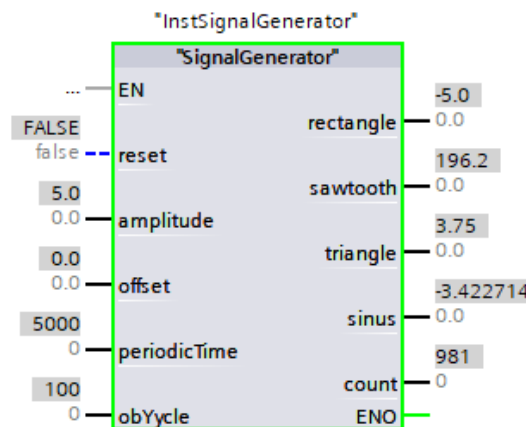 "InstSignalGenerator"
"SignalGenerator"
... EN
-5.0
rectangle 0.0
FALSE
false reset
196.2
sawtooth 0.0
5.0
0.0 amplitude
3.75
triangle 0.0
0.0
0.0 offset
-3.422714
sinus 0.0
5000
0 periodicTime
981
count 0
100
0 obYycle ENO